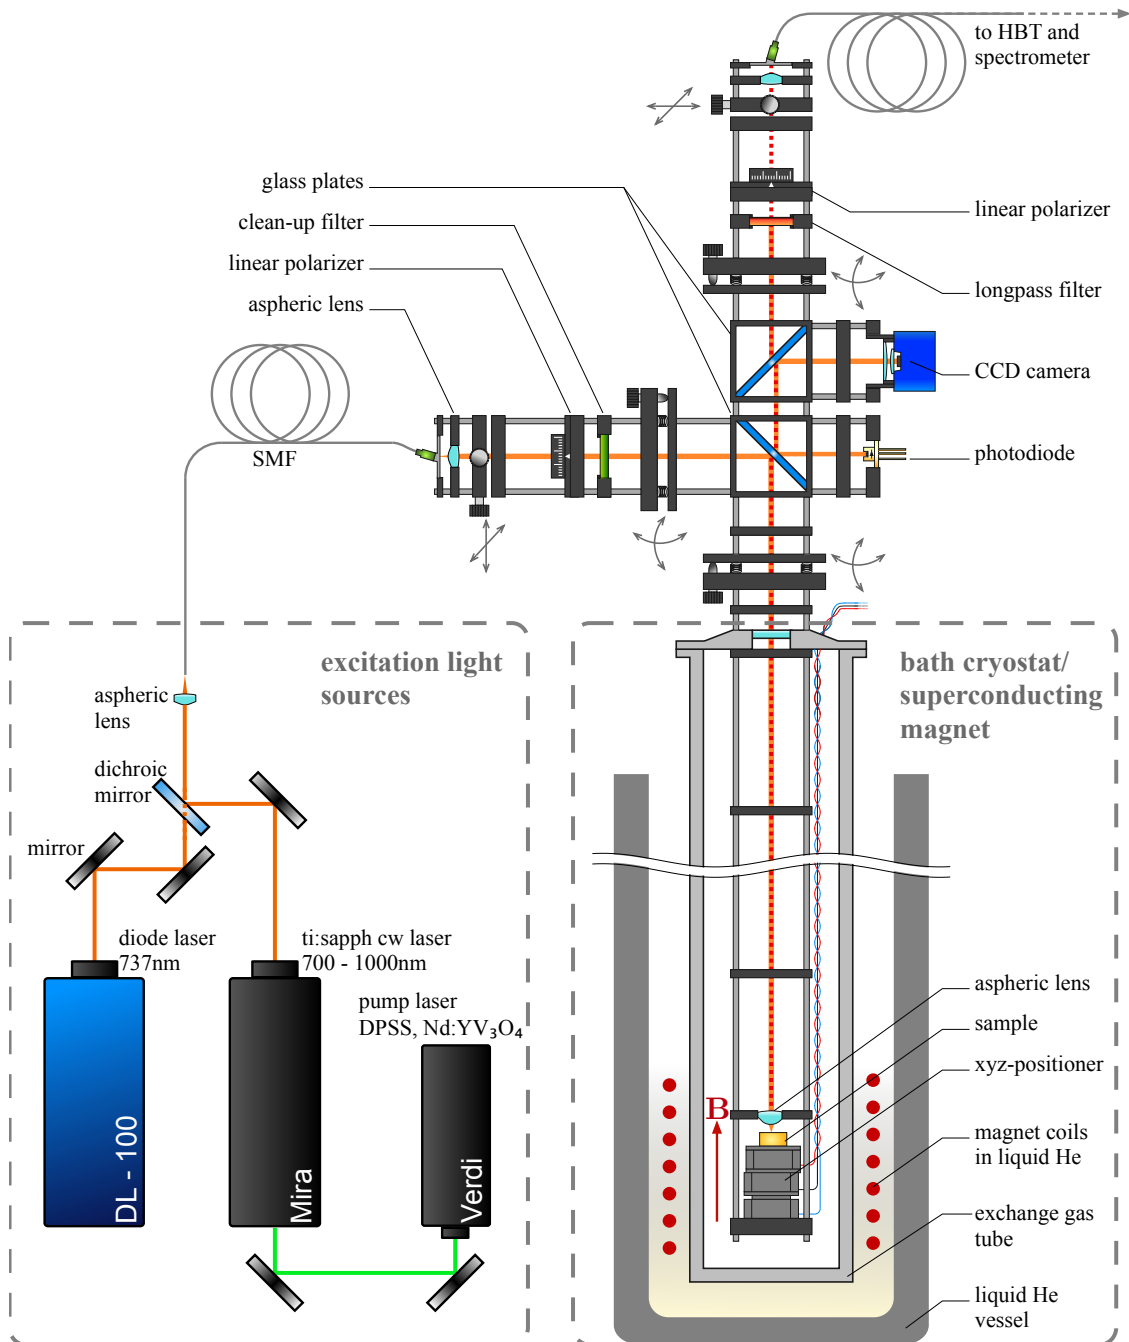 to HBT and
spectrometer
glass plates
clean-up filter
linear polarizer
aspheric lens
linear polarizer
longpass filter
CCD camera
photodiode
SMF
excitation light
sources
aspheric
lens
dichroic
mirror
mirror
diode laser
737nm
ti:sapph cw laser
700 - 1000nm
pump laser
DPSS, Nd:YV₃O₄
DL - 100
Mira
Verdi
bath cryostat/
superconducting
magnet
B
aspheric lens
sample
xyz-positioner
magnet coils
in liquid He
exchange gas
tube
liquid He
vessel